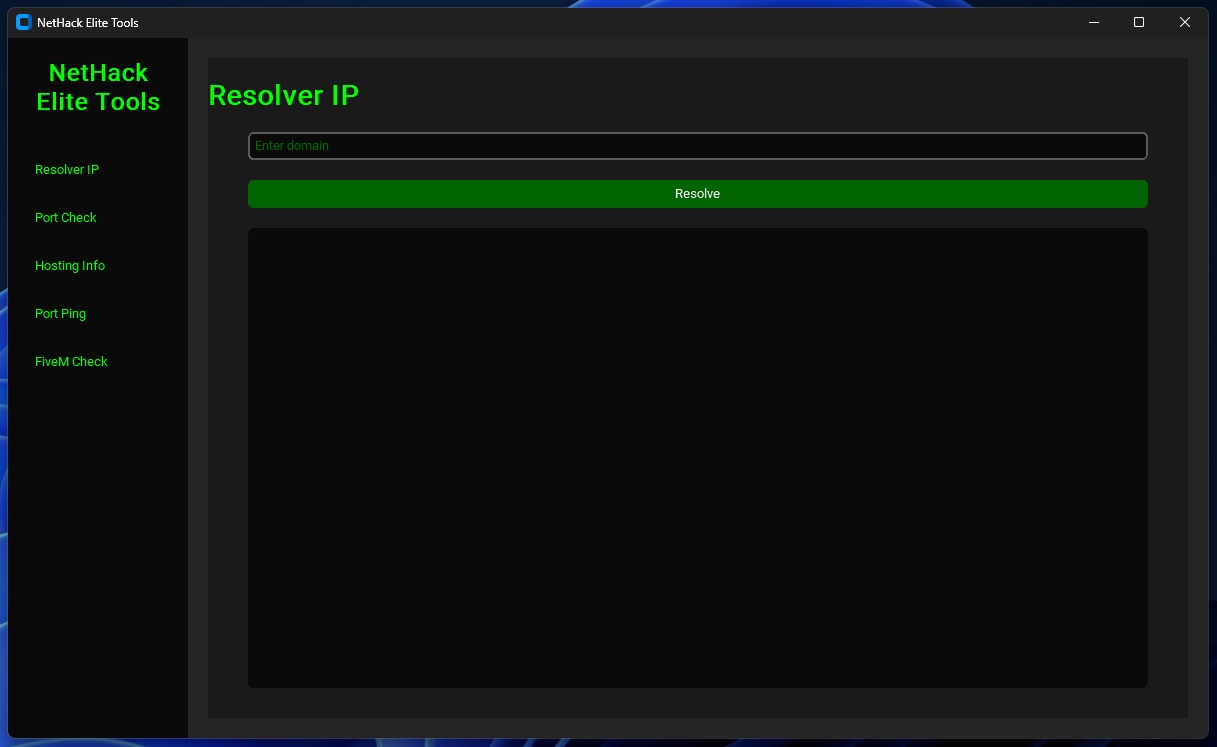 NetHack Elite Tools
NetHack
Elite Tools
Resolver IP
Port Check
Hosting Info
Port Ping
FiveM Check
Resolver IP
Enter domain
Resolve